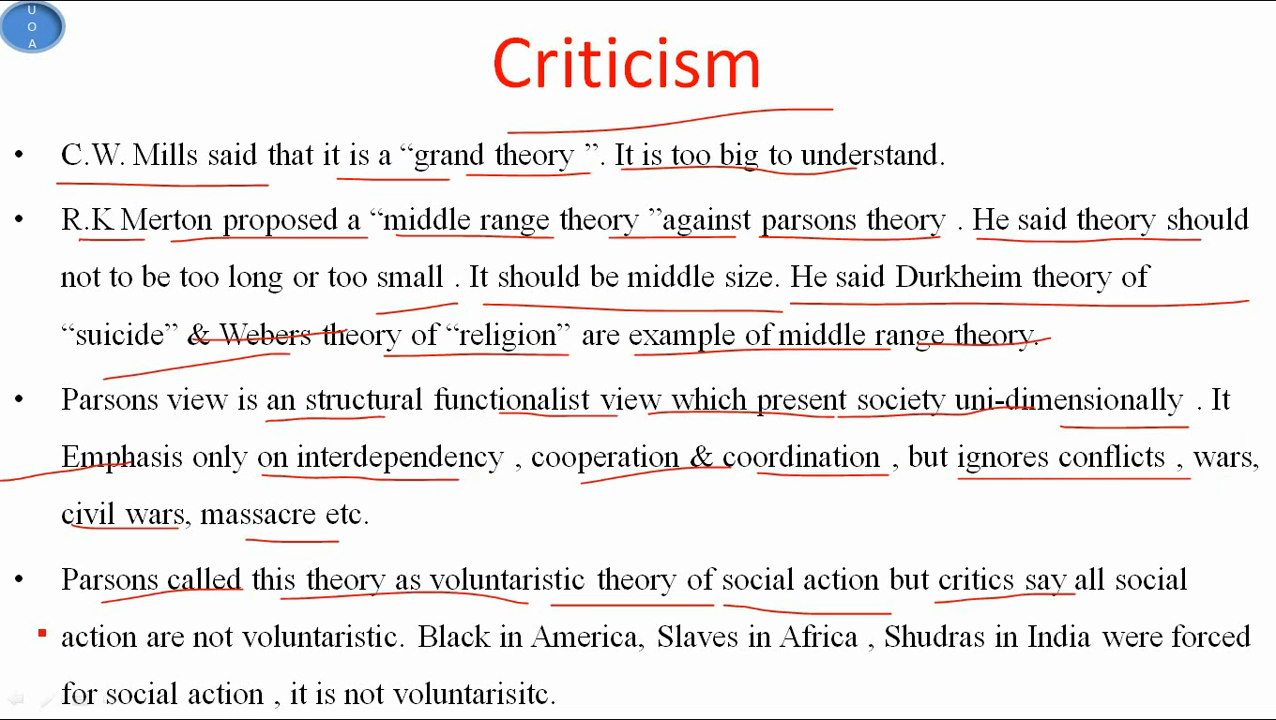 U
O
A
Criticism
• C.W. Mills said that it is a “grand theory ”. It is too big to understand.
• R.K Merton proposed a “middle range theory ”against parsons theory . He said theory should
not to be too long or too small . It should be middle size. He said Durkheim theory of
“suicide” & Webers theory of “religion” are example of middle range theory.
• Parsons view is an structural functionalist view which present society uni-dimensionally . It
Emphasis only on interdependency , cooperation & coordination , but ignores conflicts , wars,
civil wars, massacre etc.
• Parsons called this theory as voluntaristic theory of social action but critics say all social
action are not voluntaristic. Black in America, Slaves in Africa , Shudras in India were forced
for social action , it is not voluntarisitc.